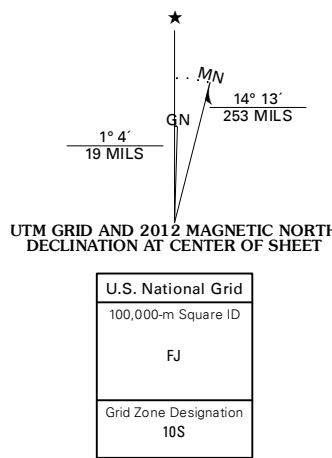 MN
GN
14° 13´
253 MILS
1° 4´
19 MILS
UTM GRID AND 2012 MAGNETIC NORTH
DECLINATION AT CENTER OF SHEET
U.S. National Grid
100,000-m Square ID
FJ
Grid Zone Designation
10S